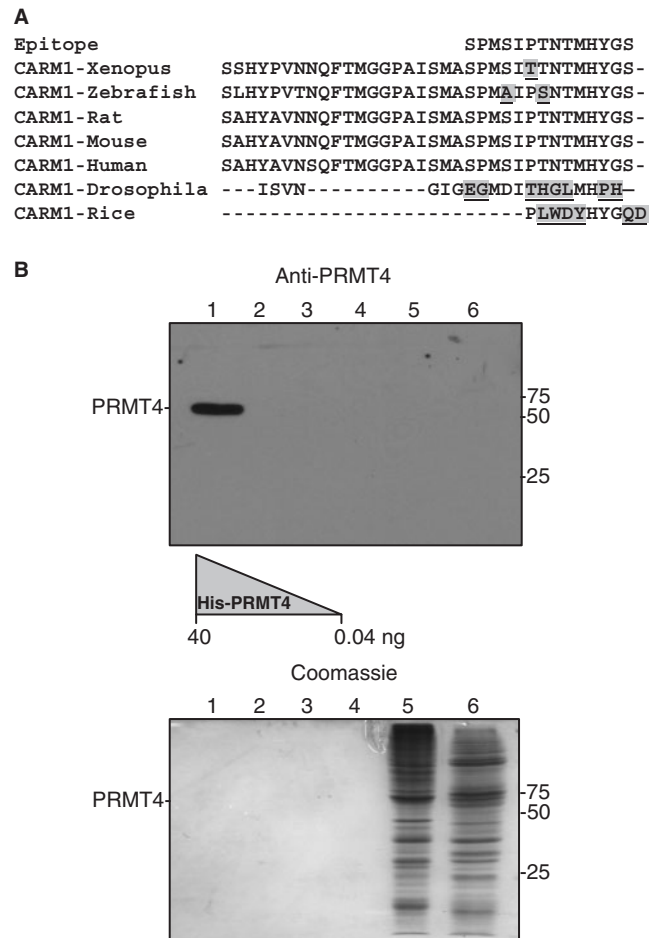 A
Epitope SPMSIPTNTMHYGS
CARM1-Xenopus SSHYPVNNQFTMGGPAISMASPMSITTNTMHYGS-
CARM1-Zebrafish SLHYPVTNQFTMGGPAISMASPMAIPSNTMHYGS-
CARM1-Rat SAHYAVNNQFTMGGPAISMASPMSIPTNTMHYGS-
CARM1-Mouse SAHYAVNNQFTMGGPAISMASPMSIPTNTMHYGS-
CARM1-Human SAHYAVNSQFTMGGPAISMASPMSIPTNTMHYGS-
CARM1-Drosophila ---ISVN----------GIGEGMDITHGLMHPH-
CARM1-Rice -------------------------PLWDYHYGQD
B
Anti-PRMT4
1 2 3 4 5 6
PRMT4-
-75
-50
-25
His-PRMT4
40 0.04 ng
Coomassie
1 2 3 4 5 6
PRMT4-
-75
-50
-25